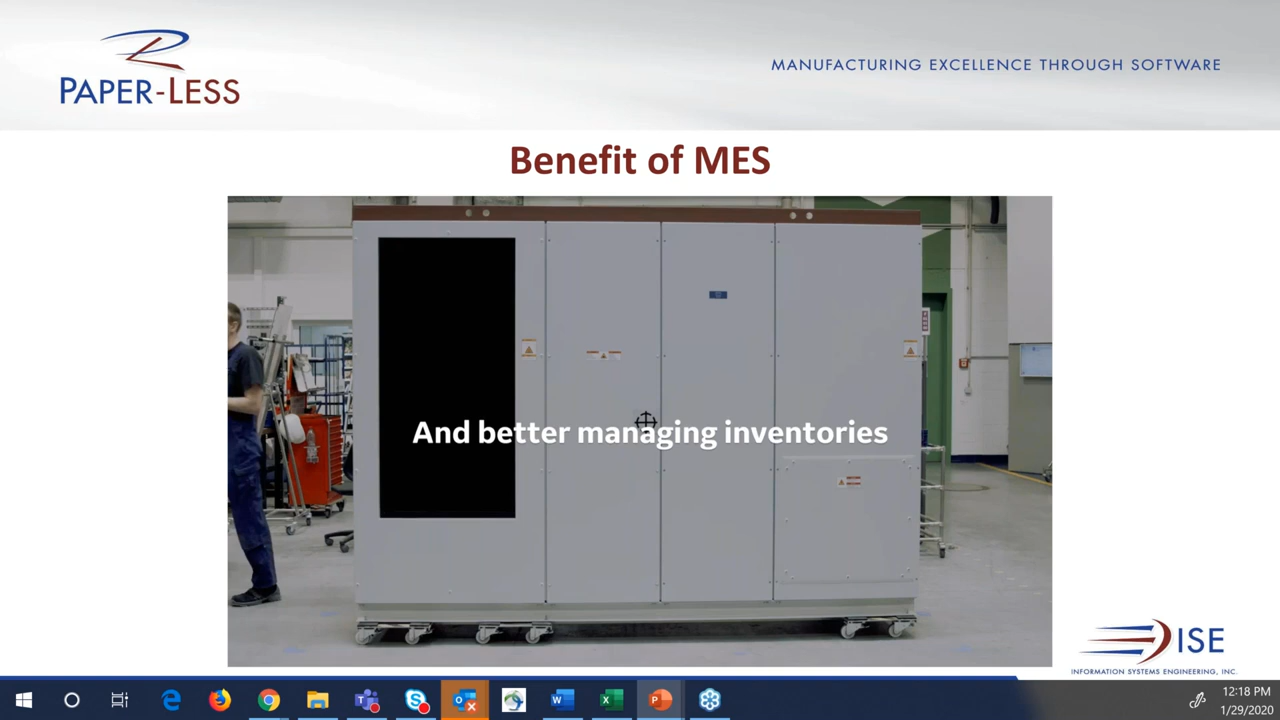 PAPER-LESS
MANUFACTURING EXCELLENCE THROUGH SOFTWARE
Benefit of MES
And better managing inventories
ISE
INFORMATION SYSTEMS ENGINEERING, INC.
12:18 PM
1/29/2020